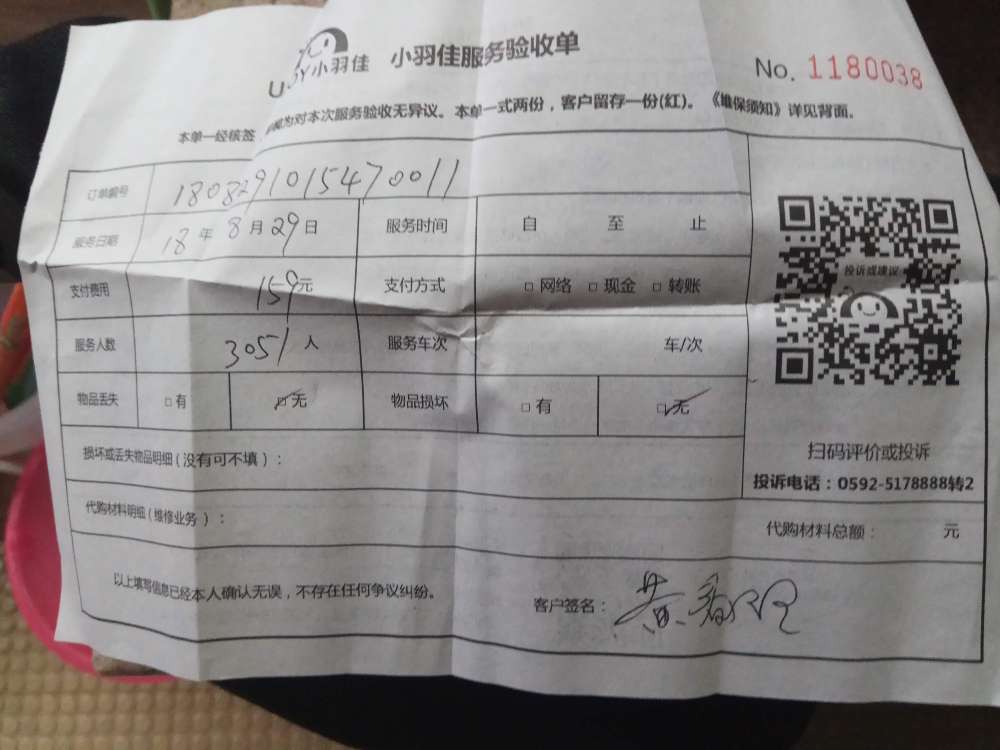 小羽佳 小羽佳服务验收单
No. 1180038
本单一经核签 为对本次服务验收无异议。本单一式两份，客户留存一份(红)。《维保须知》详见背面。
订单编号 180829101547001 1
服务日期 18年8月29日 服务时间 自 至 止
支付费用 159元 支付方式 □网络 □现金 □转账
服务人数 3051人 服务车次 车/次
物品丢失 □有 □无 物品损坏 □有 □无
损坏或丢失物品明细(没有可不填)：
代购材料明细(维修业务)：
投诉或建议
扫码评价或投诉
投诉电话：0592-5178888转2
代购材料总额： 元
以上填写信息已经本人确认无误，不存在任何争议纠纷。
客户签名：黄